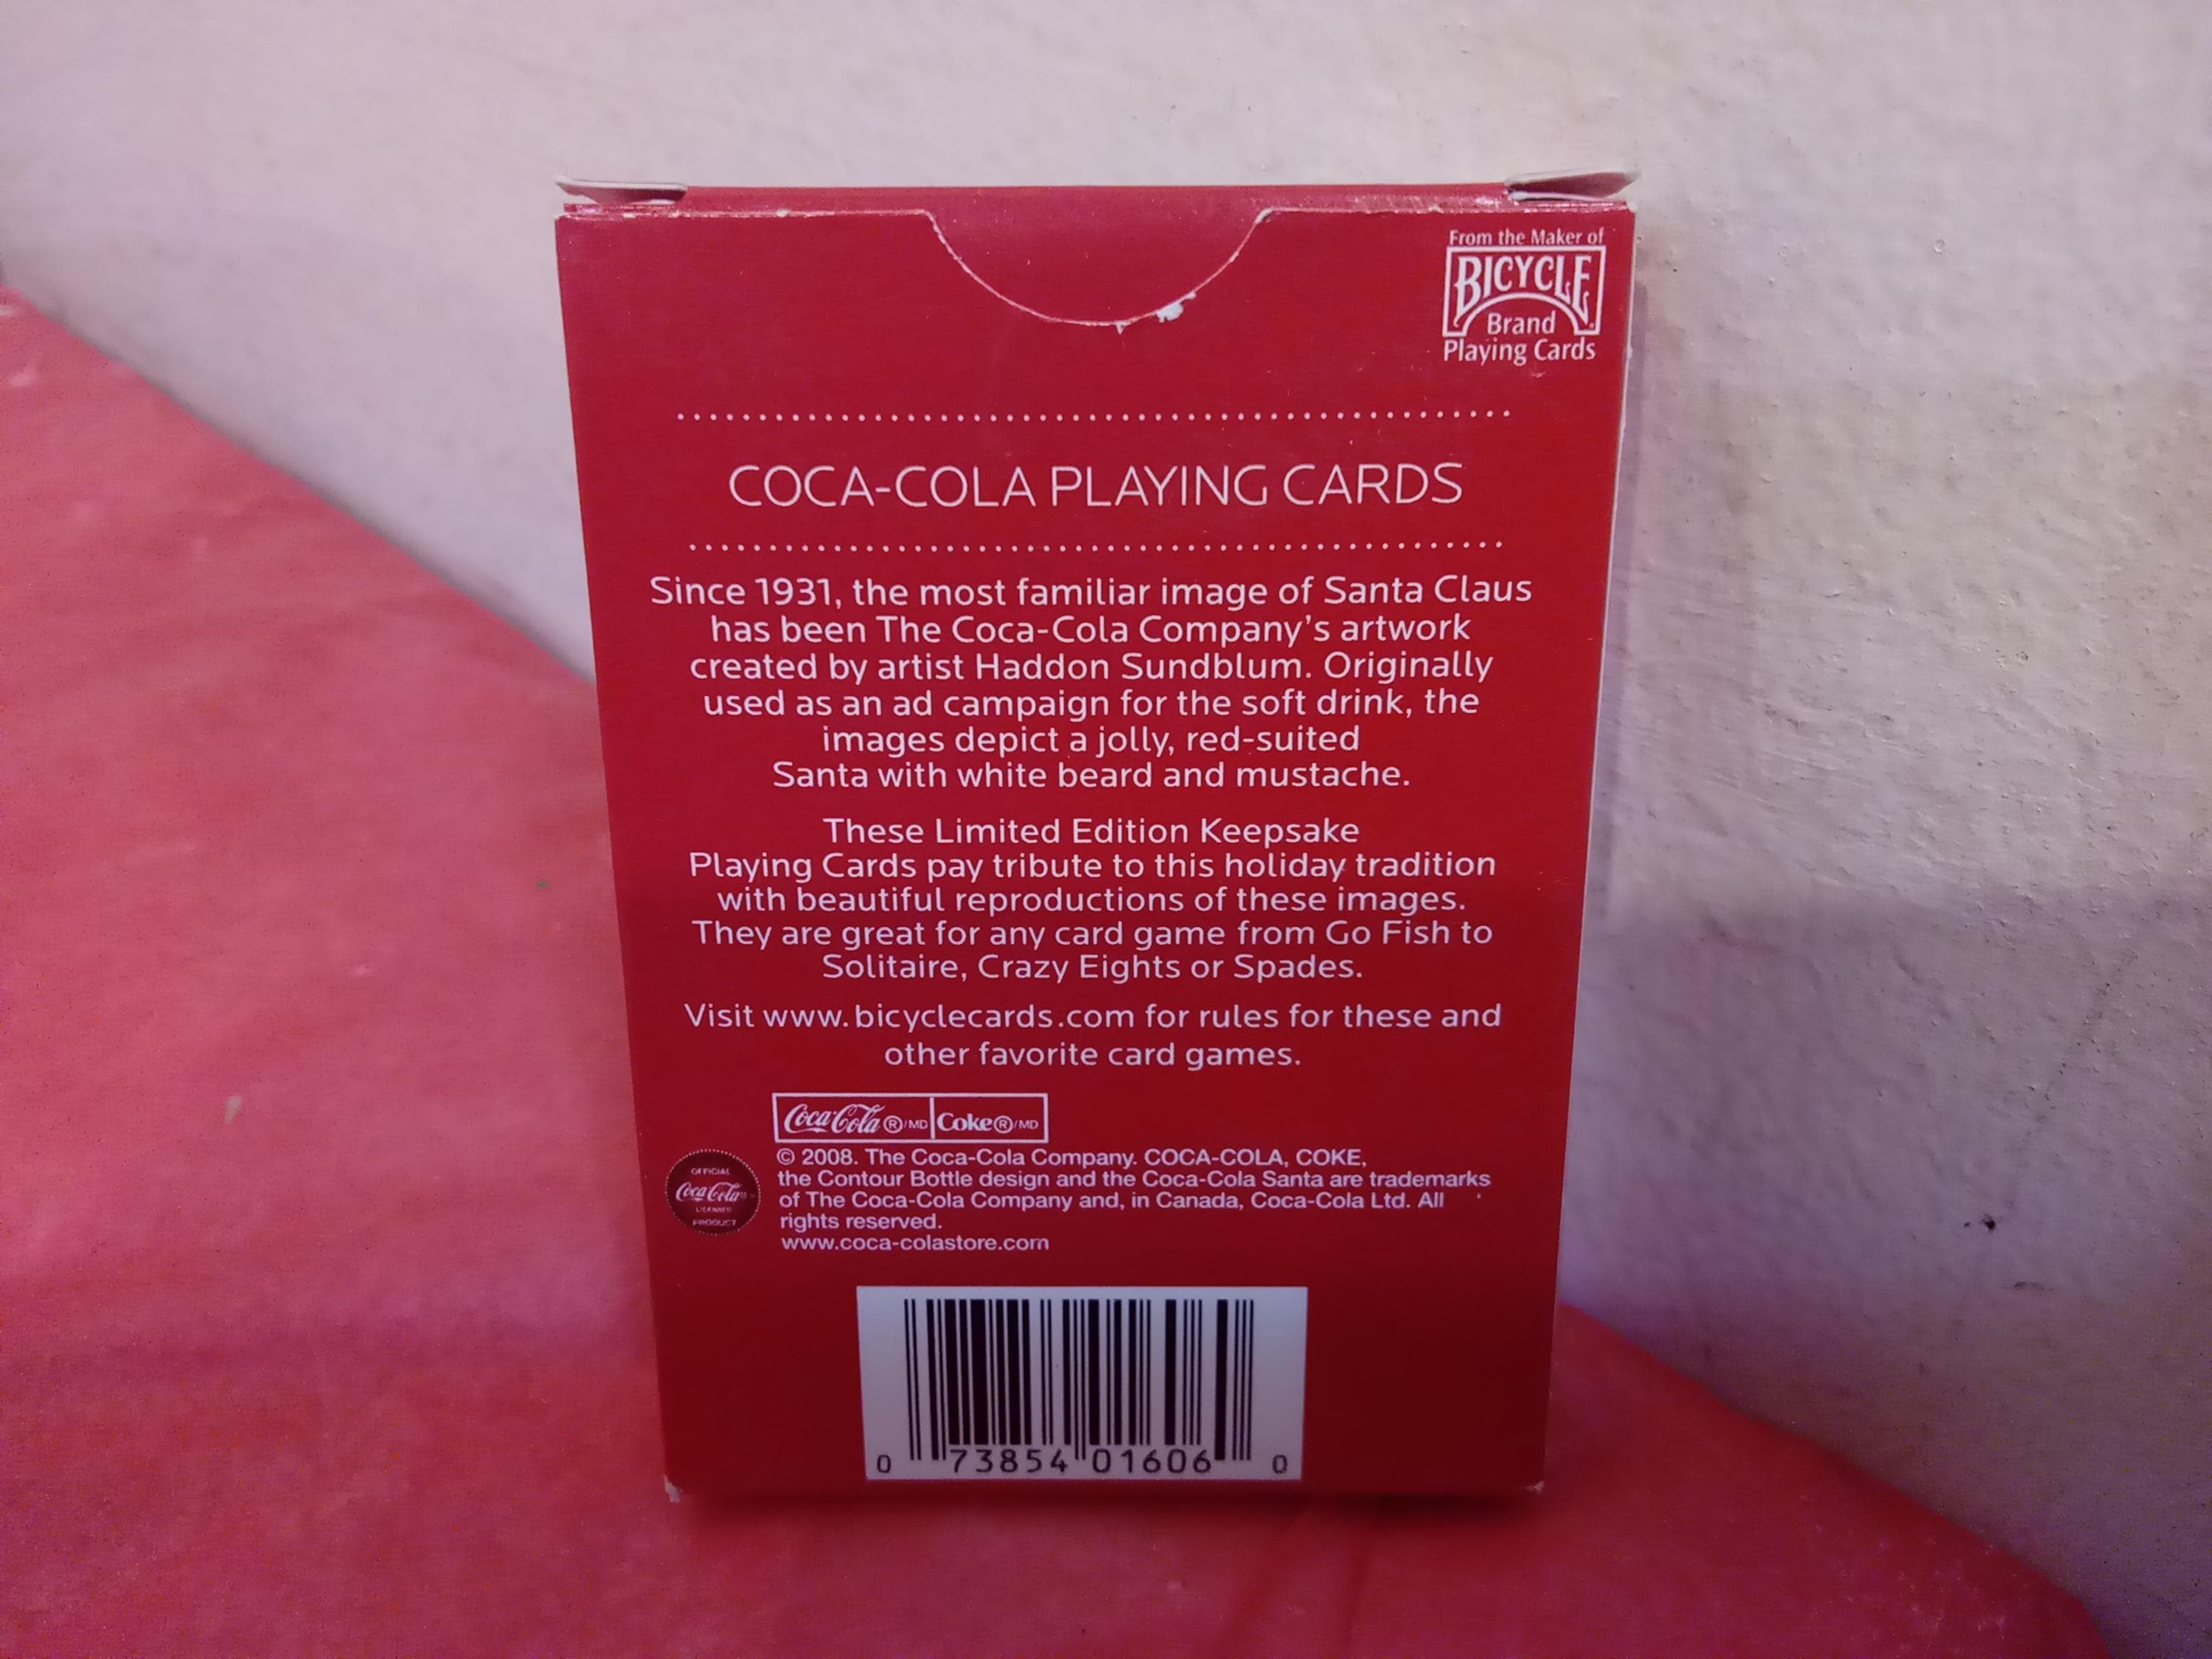 From the Maker of
BICYCLE
Brand
Playing Cards
COCA-COLA PLAYING CARDS
Since 1931, the most familiar image of Santa Claus
has been The Coca-Cola Company's artwork
created by artist Haddon Sundblum. Originally
used as an ad campaign for the soft drink, the
images depict a jolly, red-suited
Santa with white beard and mustache.
These Limited Edition Keepsake
Playing Cards pay tribute to this holiday tradition
with beautiful reproductions of these images.
They are great for any card game from Go Fish to
Solitaire, Crazy Eights or Spades.
Visit www.bicyclecards.com for rules for these and
other favorite card games.
Coca-Cola®/MD Coke®/MD
© 2008. The Coca-Cola Company. COCA-COLA, COKE,
the Contour Bottle design and the Coca-Cola Santa are trademarks
of The Coca-Cola Company and, in Canada, Coca-Cola Ltd. All
rights reserved.
www.coca-colastore.com
OFFICIAL
Coca-Cola
LICENSED
PRODUCT
0 73854 01606 0